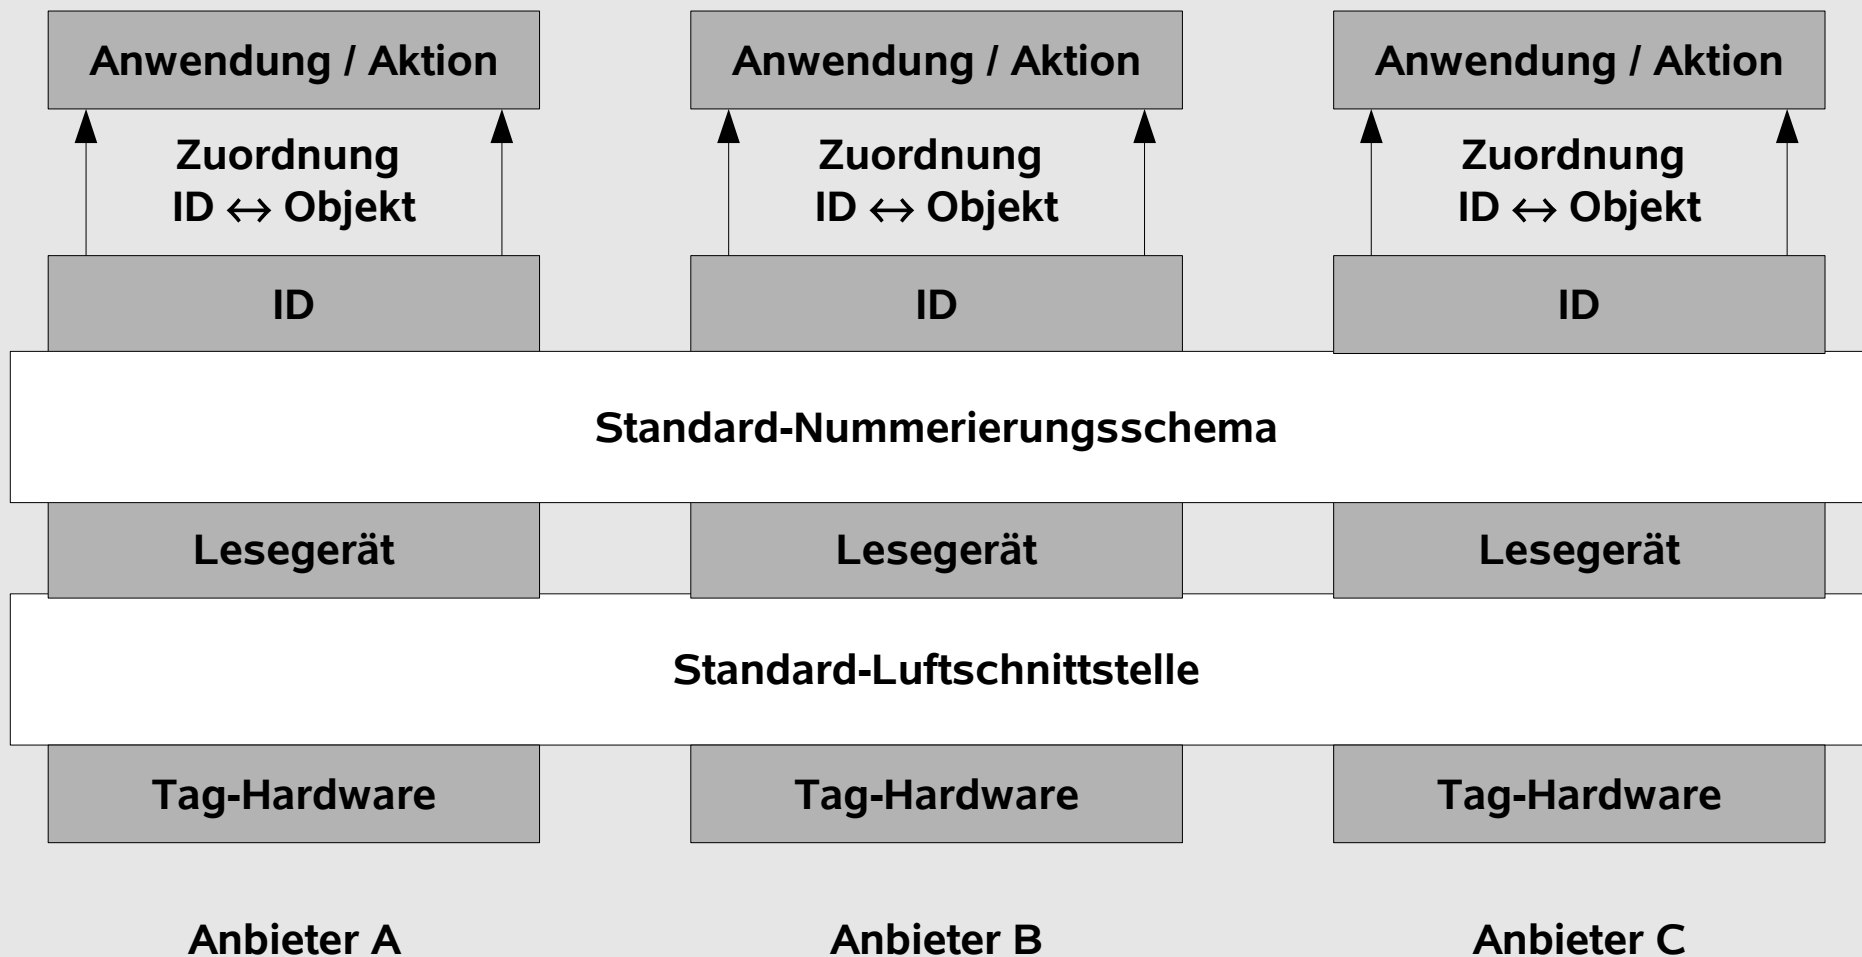 Anwendung / Aktion
Anwendung / Aktion
Anwendung / Aktion
Zuordnung
ID ↔ Objekt
Zuordnung
ID ↔ Objekt
Zuordnung
ID ↔ Objekt
ID
ID
ID
Standard-Nummerierungsschema
Lesegerät
Lesegerät
Lesegerät
Standard-Luftschnittstelle
Tag-Hardware
Tag-Hardware
Tag-Hardware
Anbieter A
Anbieter B
Anbieter C